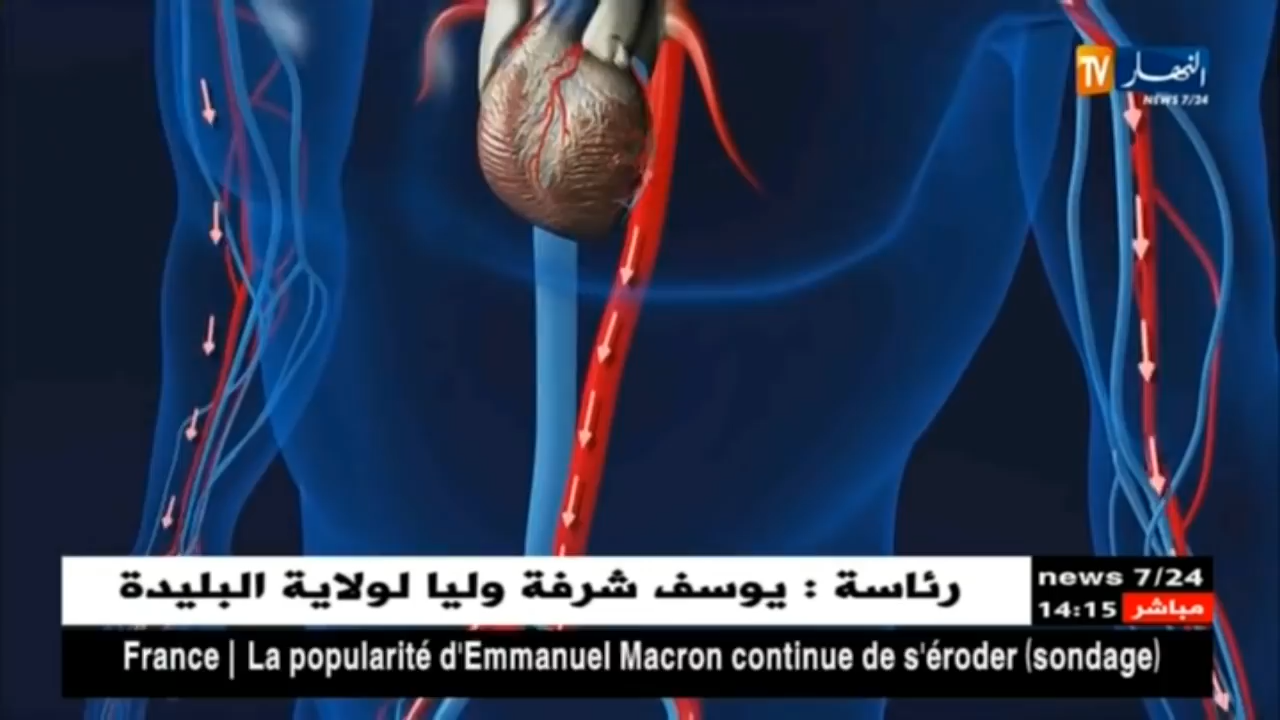 TV النهار
NEWS 7/24
رئاسة : يوسف شرفة وليا لولاية البليدة
news 7/24
14:15 مباشر
France | La popularité d'Emmanuel Macron continue de s'éroder (sondage)